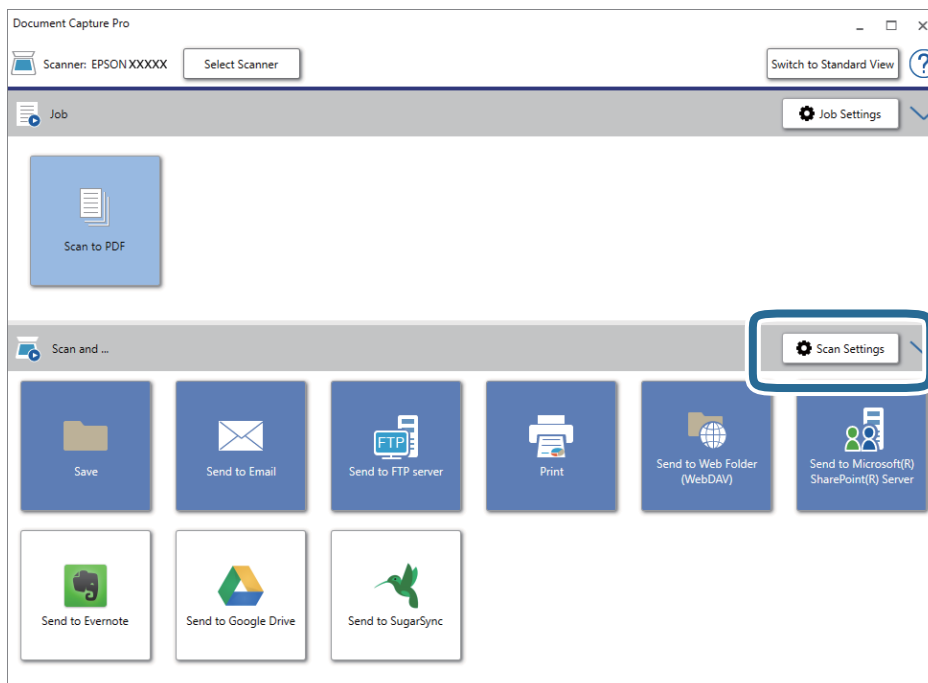 Document Capture Pro
Scanner: EPSON XXXXX
Select Scanner
Switch to Standard View
?
Job
Job Settings
Scan to PDF
Scan and ...
Scan Settings
Save
Send to Email
FTP
Send to FTP server
Print
Send to Web Folder
(WebDAV)
Send to Microsoft(R)
SharePoint(R) Server
Send to Evernote
Send to Google Drive
Send to SugarSync